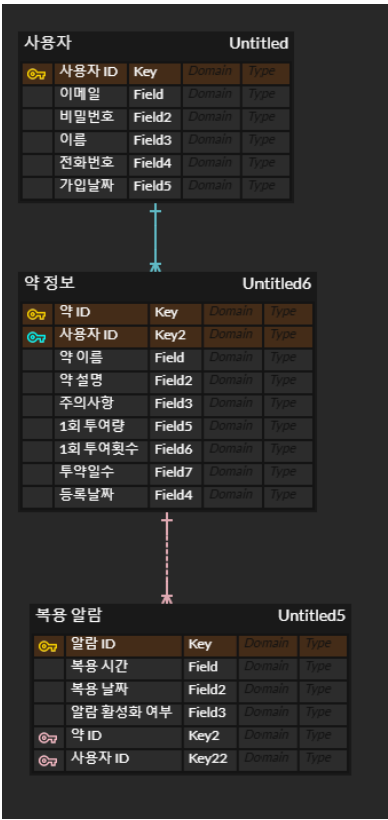 사용자 Untitled
사용자 ID Key Domain Type
이메일 Field Domain Type
비밀번호 Field2 Domain Type
이름 Field3 Domain Type
전화번호 Field4 Domain Type
가입날짜 Field5 Domain Type
약 정보 Untitled6
약 ID Key Domain Type
사용자 ID Key2 Domain Type
약 이름 Field Domain Type
약 설명 Field2 Domain Type
주의사항 Field3 Domain Type
1회 투여량 Field5 Domain Type
1회 투여횟수 Field6 Domain Type
투약일수 Field7 Domain Type
등록날짜 Field4 Domain Type
복용 알람 Untitled5
알람 ID Key Domain Type
복용 시간 Field Domain Type
복용 날짜 Field2 Domain Type
알람 활성화 여부 Field3 Domain Type
약 ID Key2 Domain Type
사용자 ID Key22 Domain Type